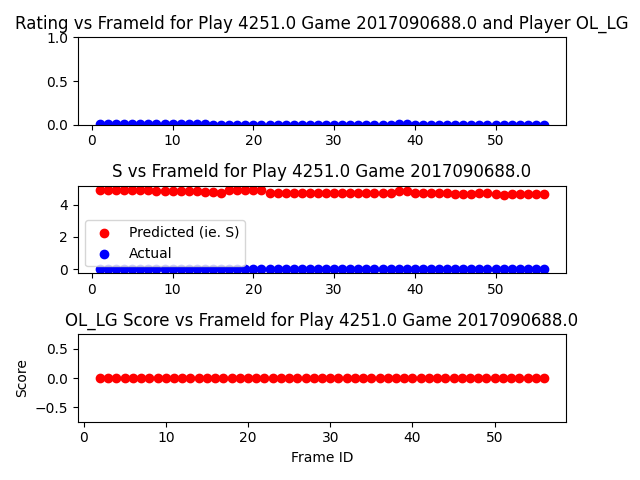 Rating vs FrameId for Play 4251.0 Game 2017090688.0 and Player OL_LG
1.0
0.5
0.0
0 10 20 30 40 50
S vs FrameId for Play 4251.0 Game 2017090688.0
4
2
0
Predicted (ie. S)
Actual
0 10 20 30 40 50
OL_LG Score vs FrameId for Play 4251.0 Game 2017090688.0
Score
0.5
0.0
−0.5
0 10 20 30 40 50
Frame ID